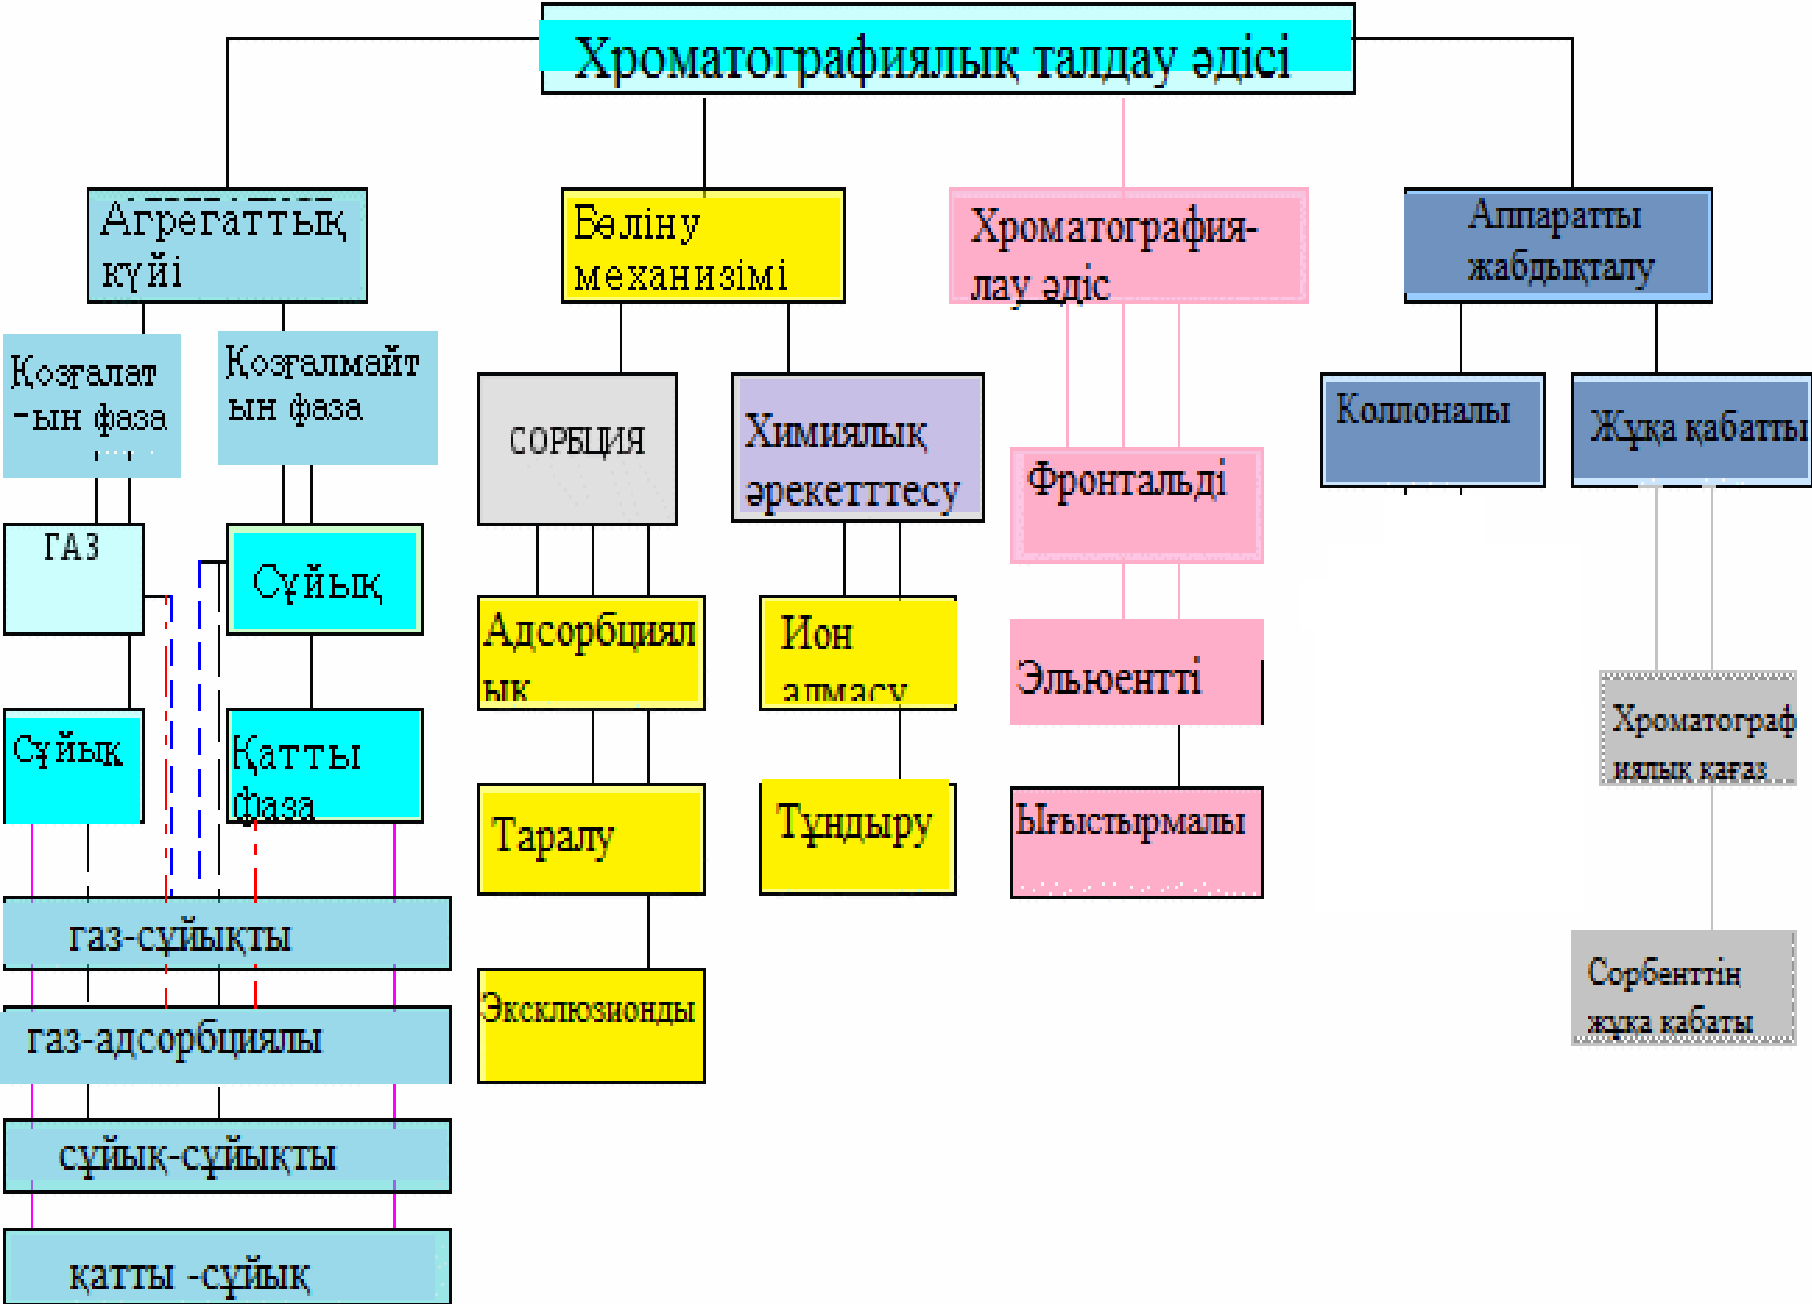 Хроматографиялық талдау әдісі
Агрегаттық
күйі
Бөліну
механизімі
Хроматография-
лау әдіс
Аппаратты
жабдықталу
Қозғалат
-ын фаза
Қозғалмайт
ын фаза
СОРБЦИЯ
Химиялық
әрекетттесу
Коллоналы
Жұқа қабатты
ГАЗ
Сұйық
Сұйық
Қатты
фаза
Адсорбциял
ық
Ион
алмасу
Таралу
Тұндыру
Эксклюзионды
Фронтальді
Эльюентті
Ығыстырмалы
Хроматограф
иялық қағаз
Сорбенттің
жұқа қабаты
газ-сұйықты
газ-адсорбциялы
сұйық-сұйықты
қатты -сұйық